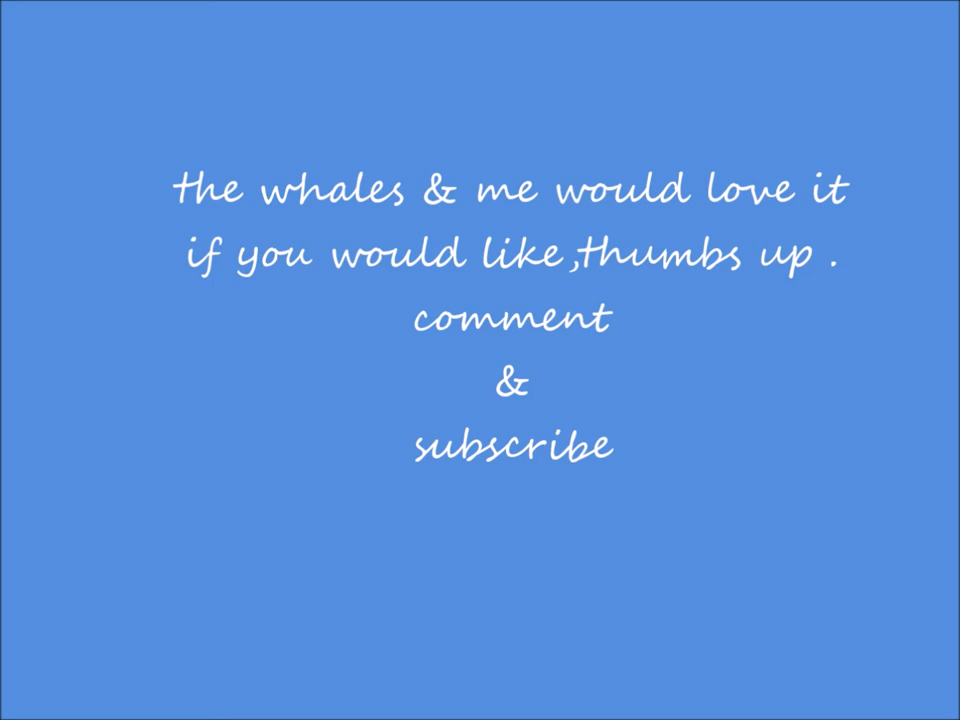 the whales & me would love it
if you would like,thumbs up .
comment
&
subscribe